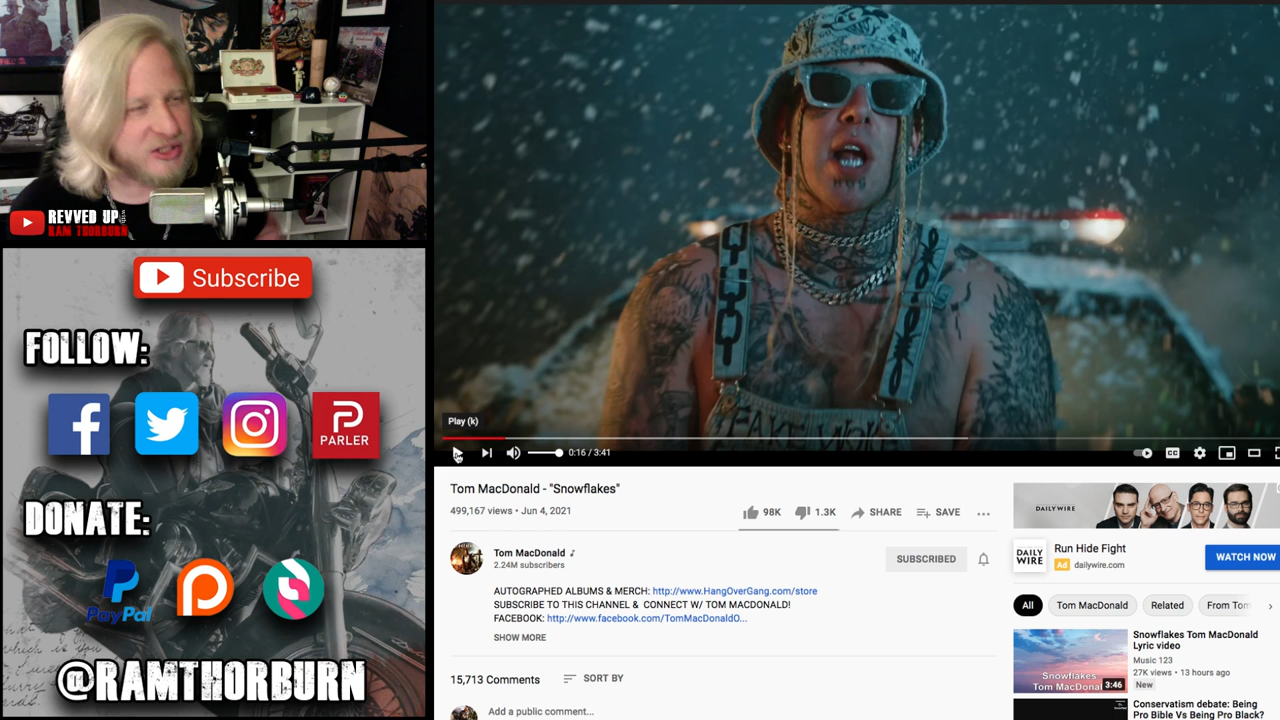 REVVED UP
RAM THORBURN
Subscribe
FOLLOW:
PARLER
DONATE:
PayPal
@RAMTHORBURN
FAKE WOKE
Play (k)
0:16 / 3:41
CC
Tom MacDonald - "Snowflakes"
499,167 views • Jun 4, 2021
98K
1.3K
SHARE
SAVE
Tom MacDonald
2.24M subscribers
SUBSCRIBED
AUTOGRAPHED ALBUMS & MERCH: http://www.HangOverGang.com/store
SUBSCRIBE TO THIS CHANNEL & CONNECT W/ TOM MACDONALD!
FACEBOOK: http://www.facebook.com/TomMacDonaldO...
SHOW MORE
15,713 Comments
SORT BY
Add a public comment...
DAILYWIRE
DAILY
WIRE
Run Hide Fight
Ad dailywire.com
WATCH NOW
All
Tom MacDonald
Related
From Tom
Snowflakes
Tom MacDonal
3:46
Snowflakes Tom MacDonald
Lyric video
Music 123
27K views • 13 hours ago
New
Conservatism debate: Being
Pro Bible Vs Being Pro Black?